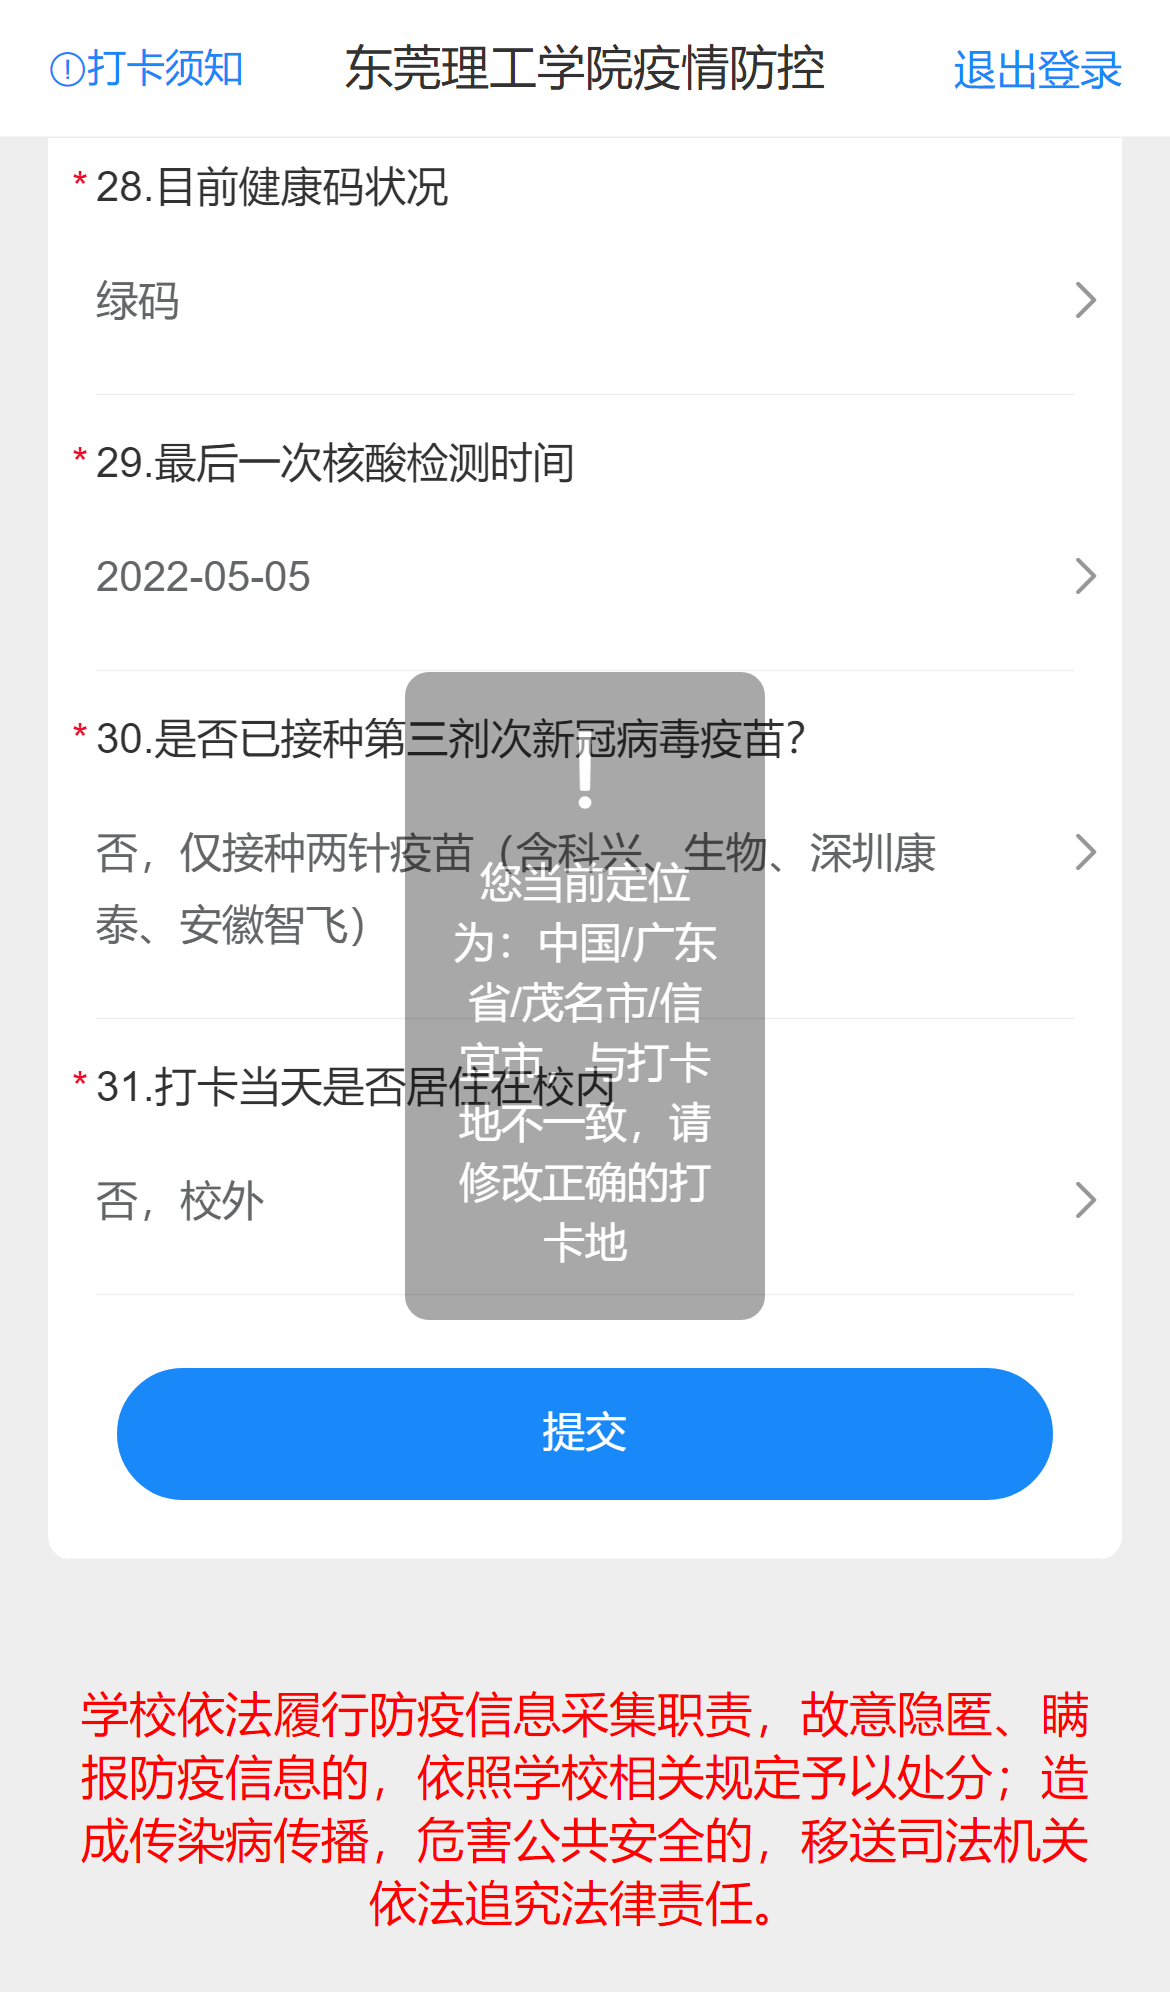 打卡须知
东莞理工学院疫情防控
退出登录
* 28.目前健康码状况
绿码
* 29.最后一次核酸检测时间
2022-05-05
* 30.是否已接种第三剂次新冠病毒疫苗？
否，仅接种两针疫苗（含科兴、生物、深圳康
泰、安徽智飞）
* 31.打卡当天是否居住在校内
否，校外
!
您当前定位
为：中国/广东
省/茂名市/信
宜市，与打卡
地不一致，请
修改正确的打
卡地
提交
学校依法履行防疫信息采集职责，故意隐匿、瞒
报防疫信息的，依照学校相关规定予以处分；造
成传染病传播，危害公共安全的，移送司法机关
依法追究法律责任。